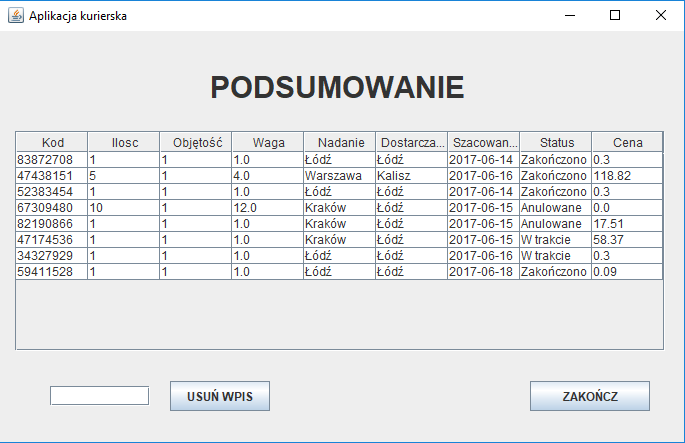 Aplikacja kurierska
PODSUMOWANIE
Kod Ilosc Objętość Waga Nadanie Dostarcza... Szacowan... Status Cena
83872708 1 1 1.0 Łódź Łódź 2017-06-14 Zakończono 0.3
47438151 5 1 4.0 Warszawa Kalisz 2017-06-16 Zakończono 118.82
52383454 1 1 1.0 Łódź Łódź 2017-06-14 Zakończono 0.3
67309480 10 1 12.0 Kraków Łódź 2017-06-15 Anulowane 0.0
82190866 1 1 1.0 Kraków Łódź 2017-06-15 Anulowane 17.51
47174536 1 1 1.0 Kraków Łódź 2017-06-15 W trakcie 58.37
34327929 1 1 1.0 Łódź Łódź 2017-06-16 W trakcie 0.3
59411528 1 1 1.0 Łódź Łódź 2017-06-18 Zakończono 0.09
USUŃ WPIS ZAKOŃCZ